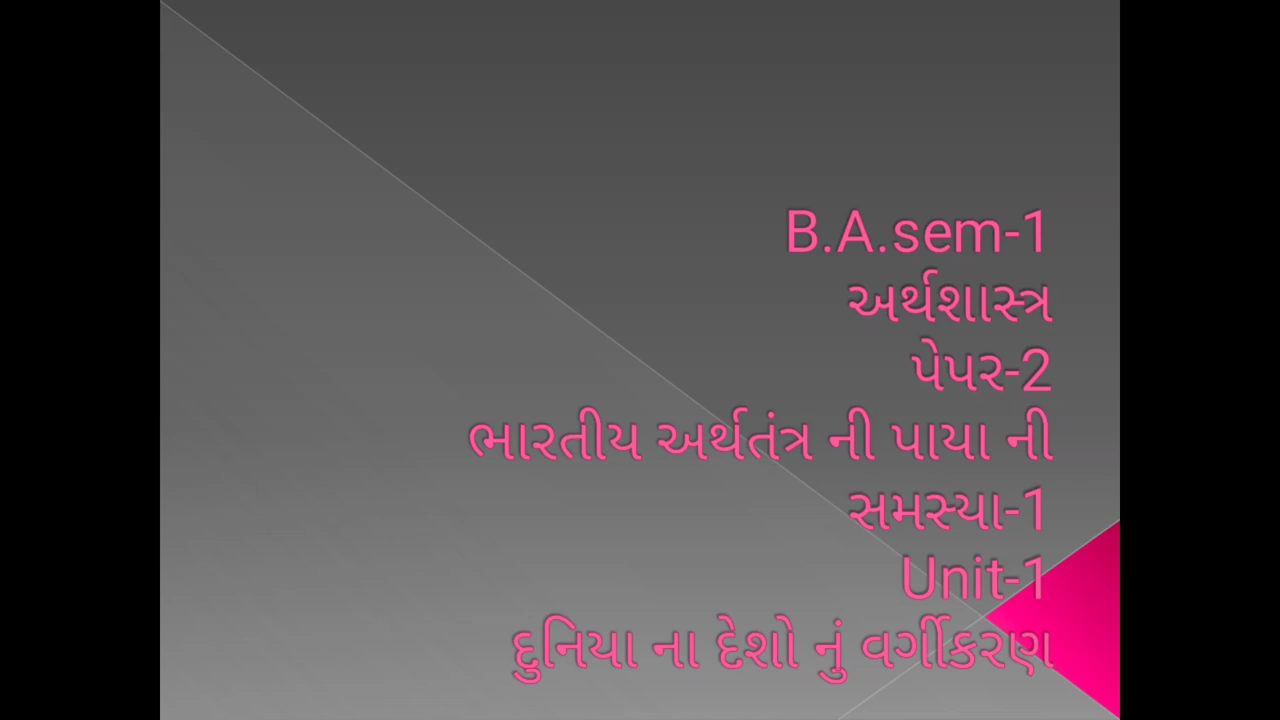 B.A.sem-1
અર્થશાસ્ત્ર
પેપર-2
ભારતીય અર્થતંત્ર ની પાયા ની
સમસ્યા-1
Unit-1
દુનિયા ના દેશો નું વર્ગીકરણ